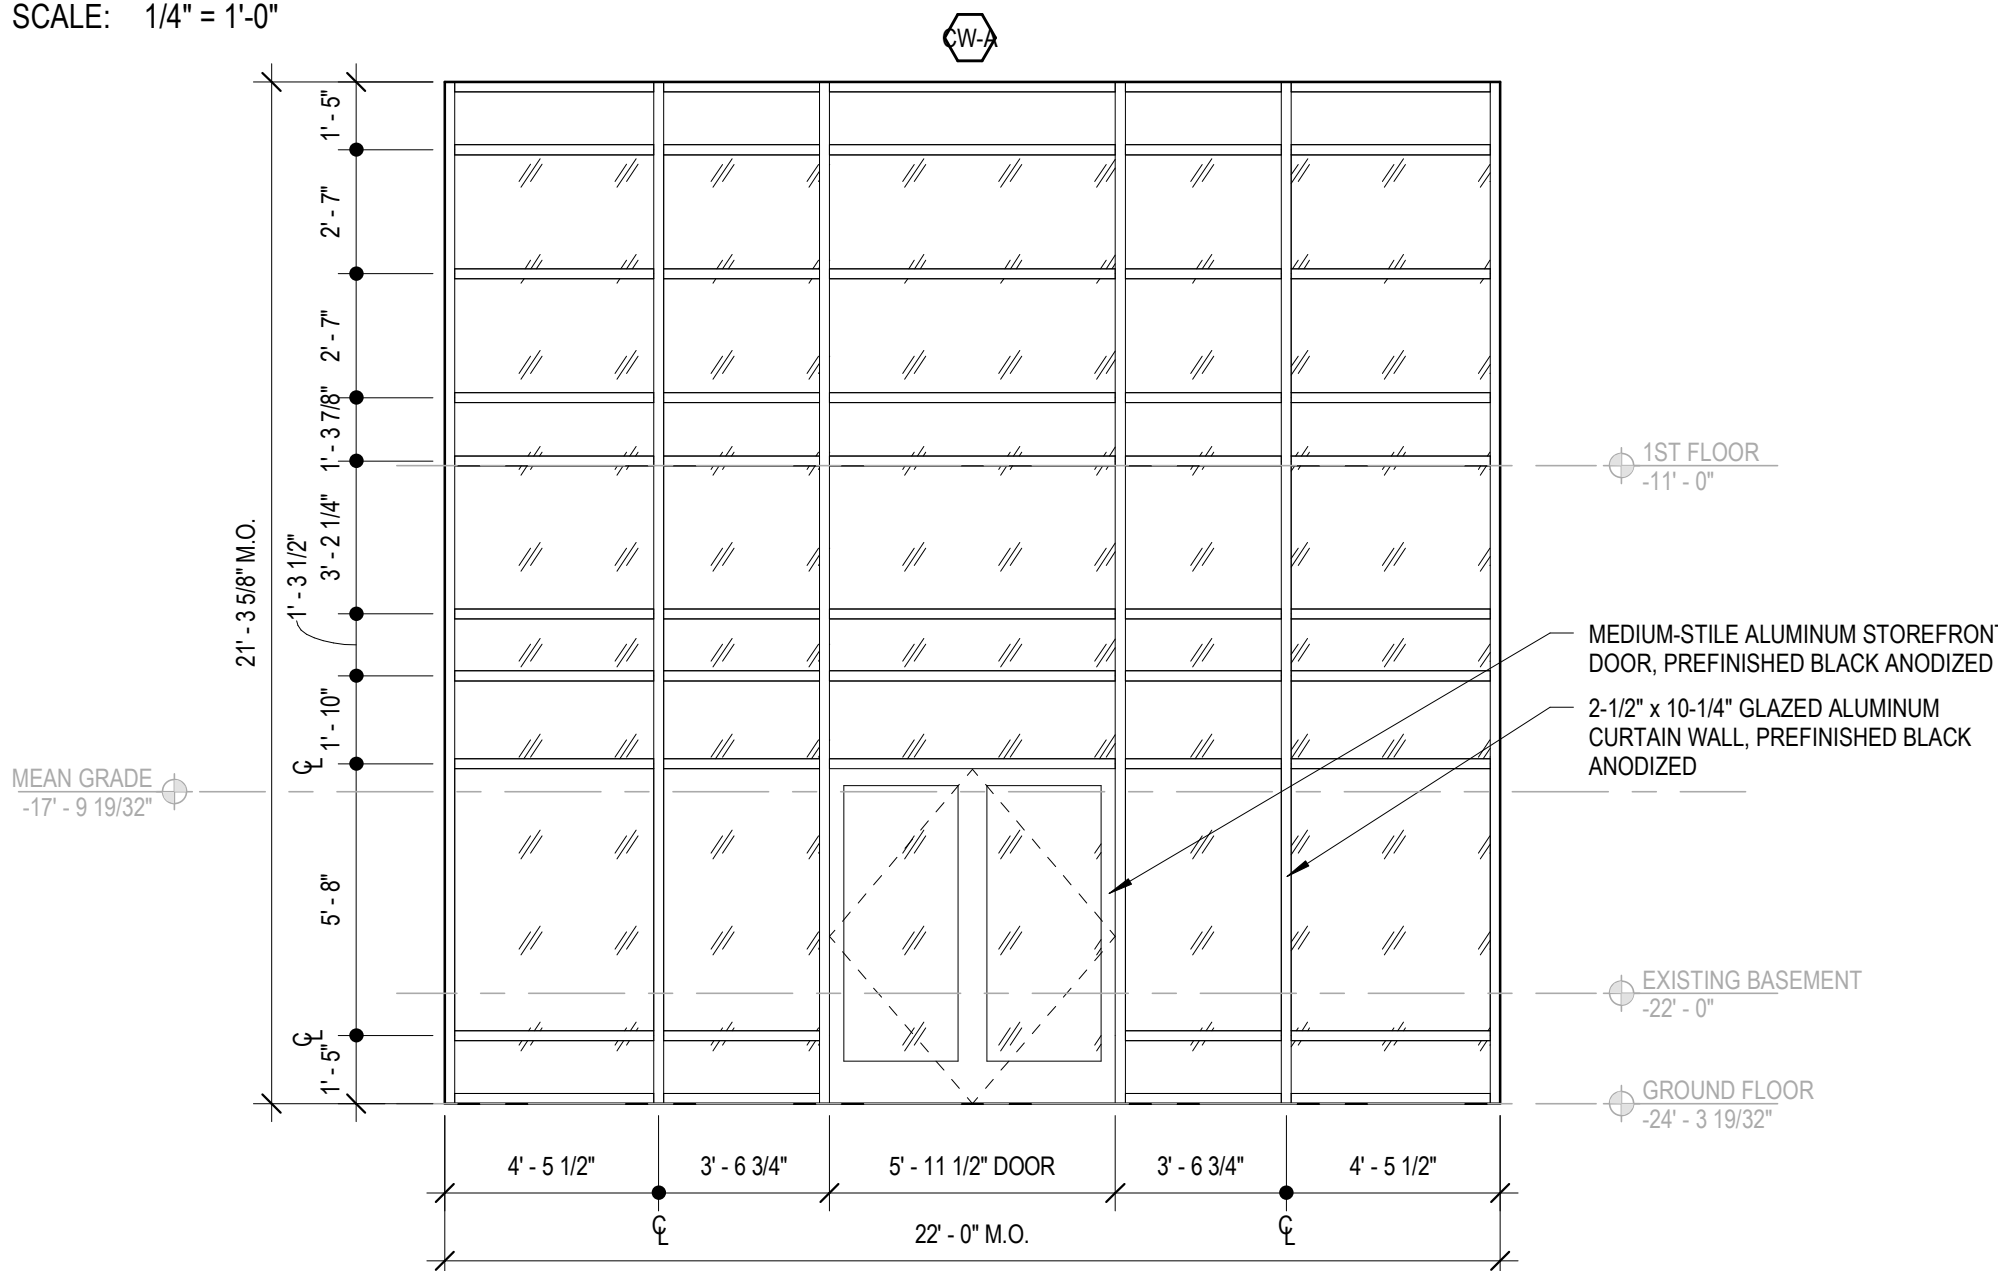 SCALE: 1/4" = 1'-0"
CW-A
1' - 5"
2' - 7"
2' - 7"
1' - 3 7/8"
3' - 2 1/4"
1' - 3 1/2"
21' - 3 5/8" M.O.
1' - 10"
℄
5' - 8"
℄
1' - 5"
1ST FLOOR
-11' - 0"
MEDIUM-STILE ALUMINUM STOREFRONT
DOOR, PREFINISHED BLACK ANODIZED
2-1/2" x 10-1/4" GLAZED ALUMINUM
CURTAIN WALL, PREFINISHED BLACK
ANODIZED
MEAN GRADE
-17' - 9 19/32"
EXISTING BASEMENT
-22' - 0"
GROUND FLOOR
-24' - 3 19/32"
4' - 5 1/2" 3' - 6 3/4" 5' - 11 1/2" DOOR 3' - 6 3/4" 4' - 5 1/2"
℄ ℄
22' - 0" M.O.